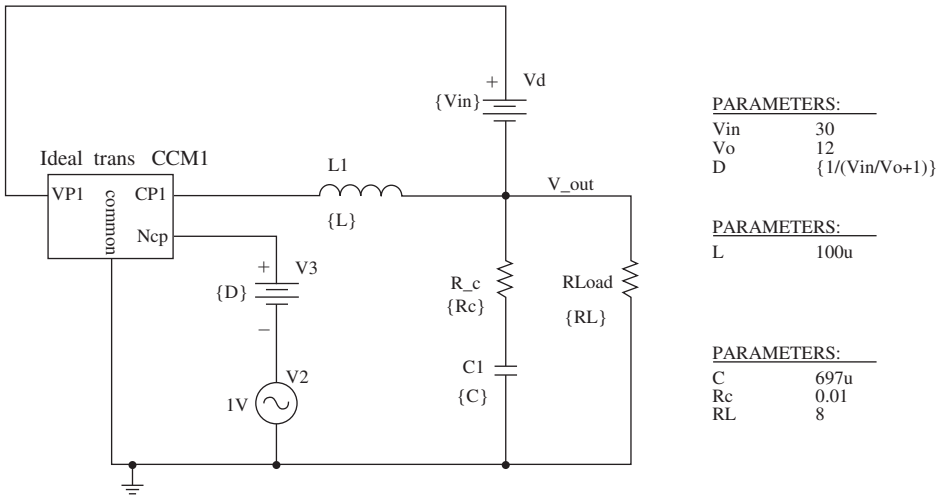 + Vd
{Vin}
Ideal trans CCM1
VP1
CP1
common
Ncp
L1
{L}
V_out
+
V3
{D}
−
V2
1V
R_c
{Rc}
C1
{C}
RLoad
{RL}
PARAMETERS:
Vin 30
Vo 12
D {1/(Vin/Vo+1)}
PARAMETERS:
L 100u
PARAMETERS:
C 697u
Rc 0.01
RL 8